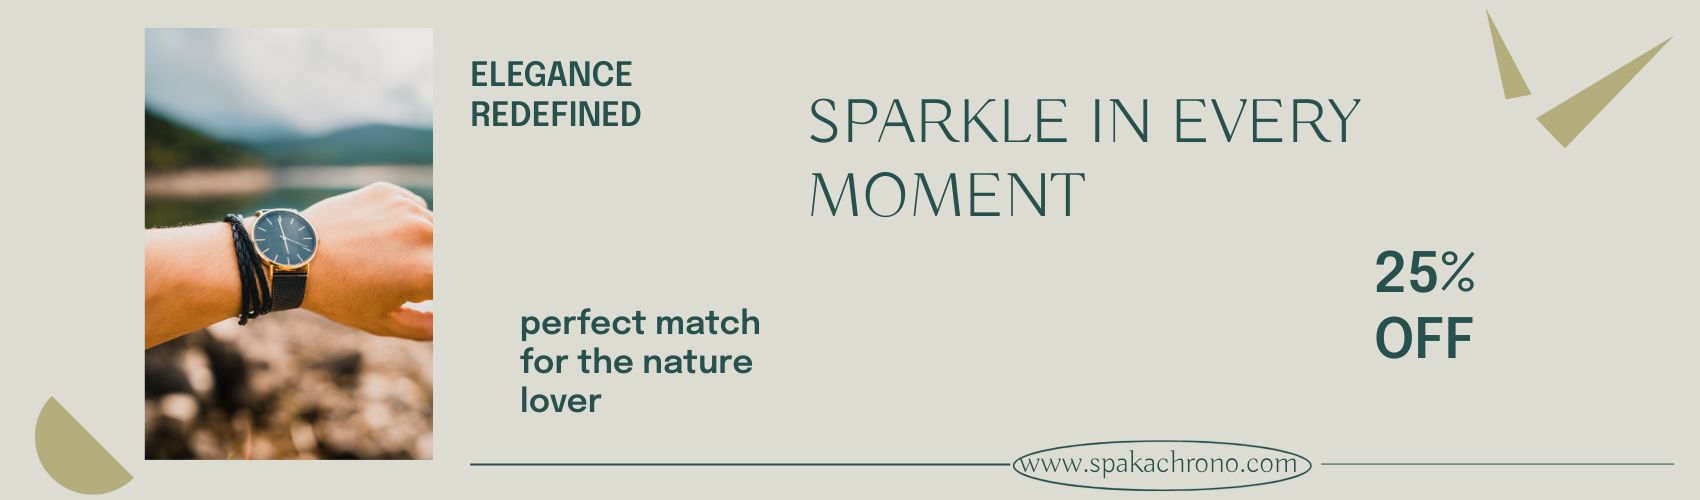 ELEGANCE
REDEFINED
SPARKLE IN EVERY
MOMENT
25%
OFF
perfect match
for the nature
lover
www.spakachrono.com